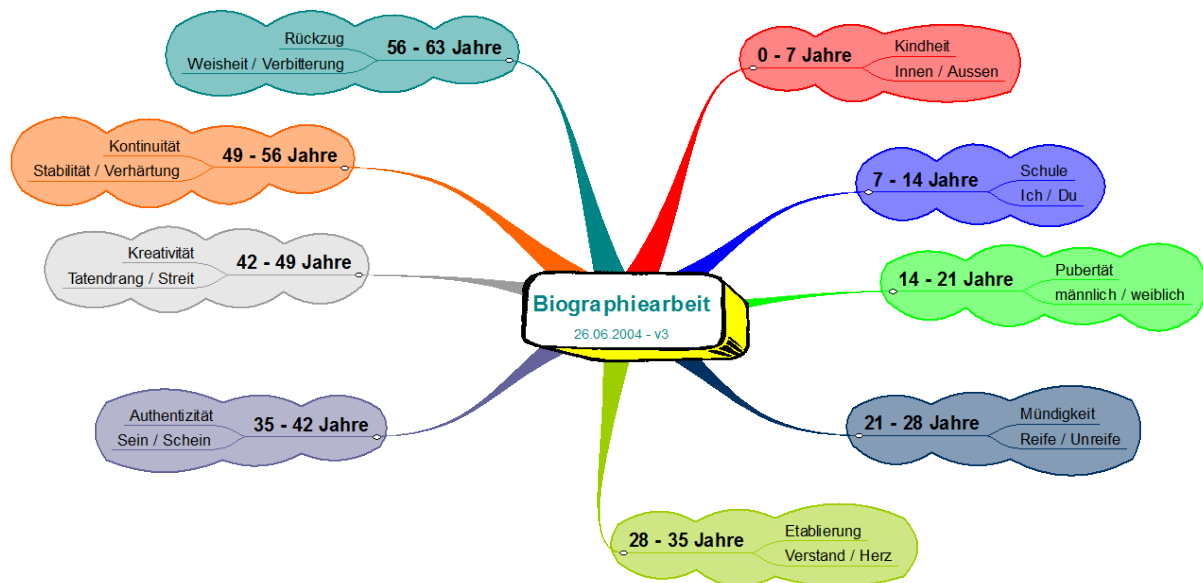 Biographiearbeit
26.06.2004 - v3
0 - 7 Jahre
Kindheit
Innen / Aussen
7 - 14 Jahre
Schule
Ich / Du
14 - 21 Jahre
Pubertät
männlich / weiblich
21 - 28 Jahre
Mündigkeit
Reife / Unreife
28 - 35 Jahre
Etablierung
Verstand / Herz
35 - 42 Jahre
Authentizität
Sein / Schein
42 - 49 Jahre
Kreativität
Tatendrang / Streit
49 - 56 Jahre
Kontinuität
Stabilität / Verhärtung
56 - 63 Jahre
Rückzug
Weisheit / Verbitterung